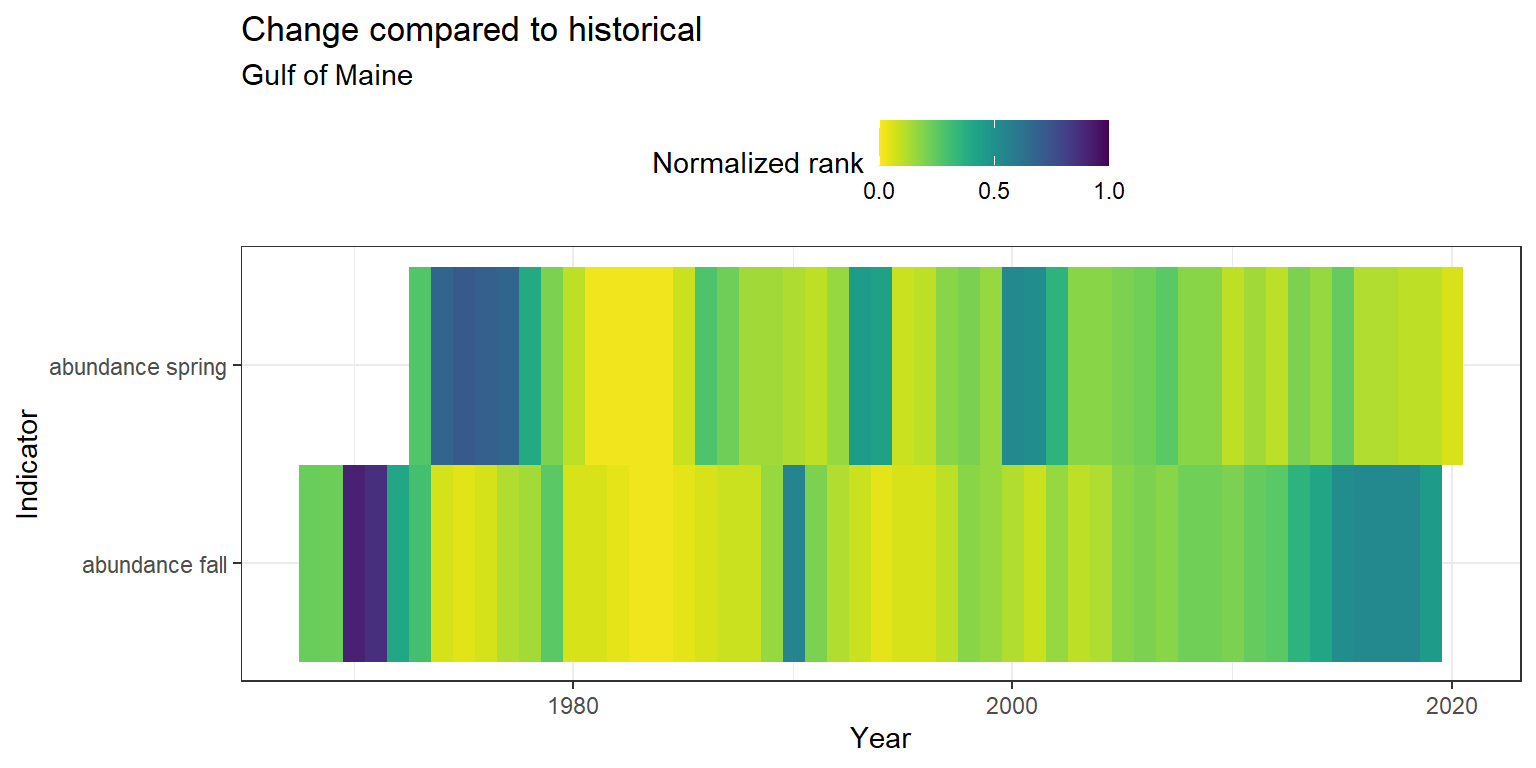 Change compared to historical
Gulf of Maine
Normalized rank
0.0 0.5 1.0
abundance spring
abundance fall
Indicator
1980 2000 2020
Year